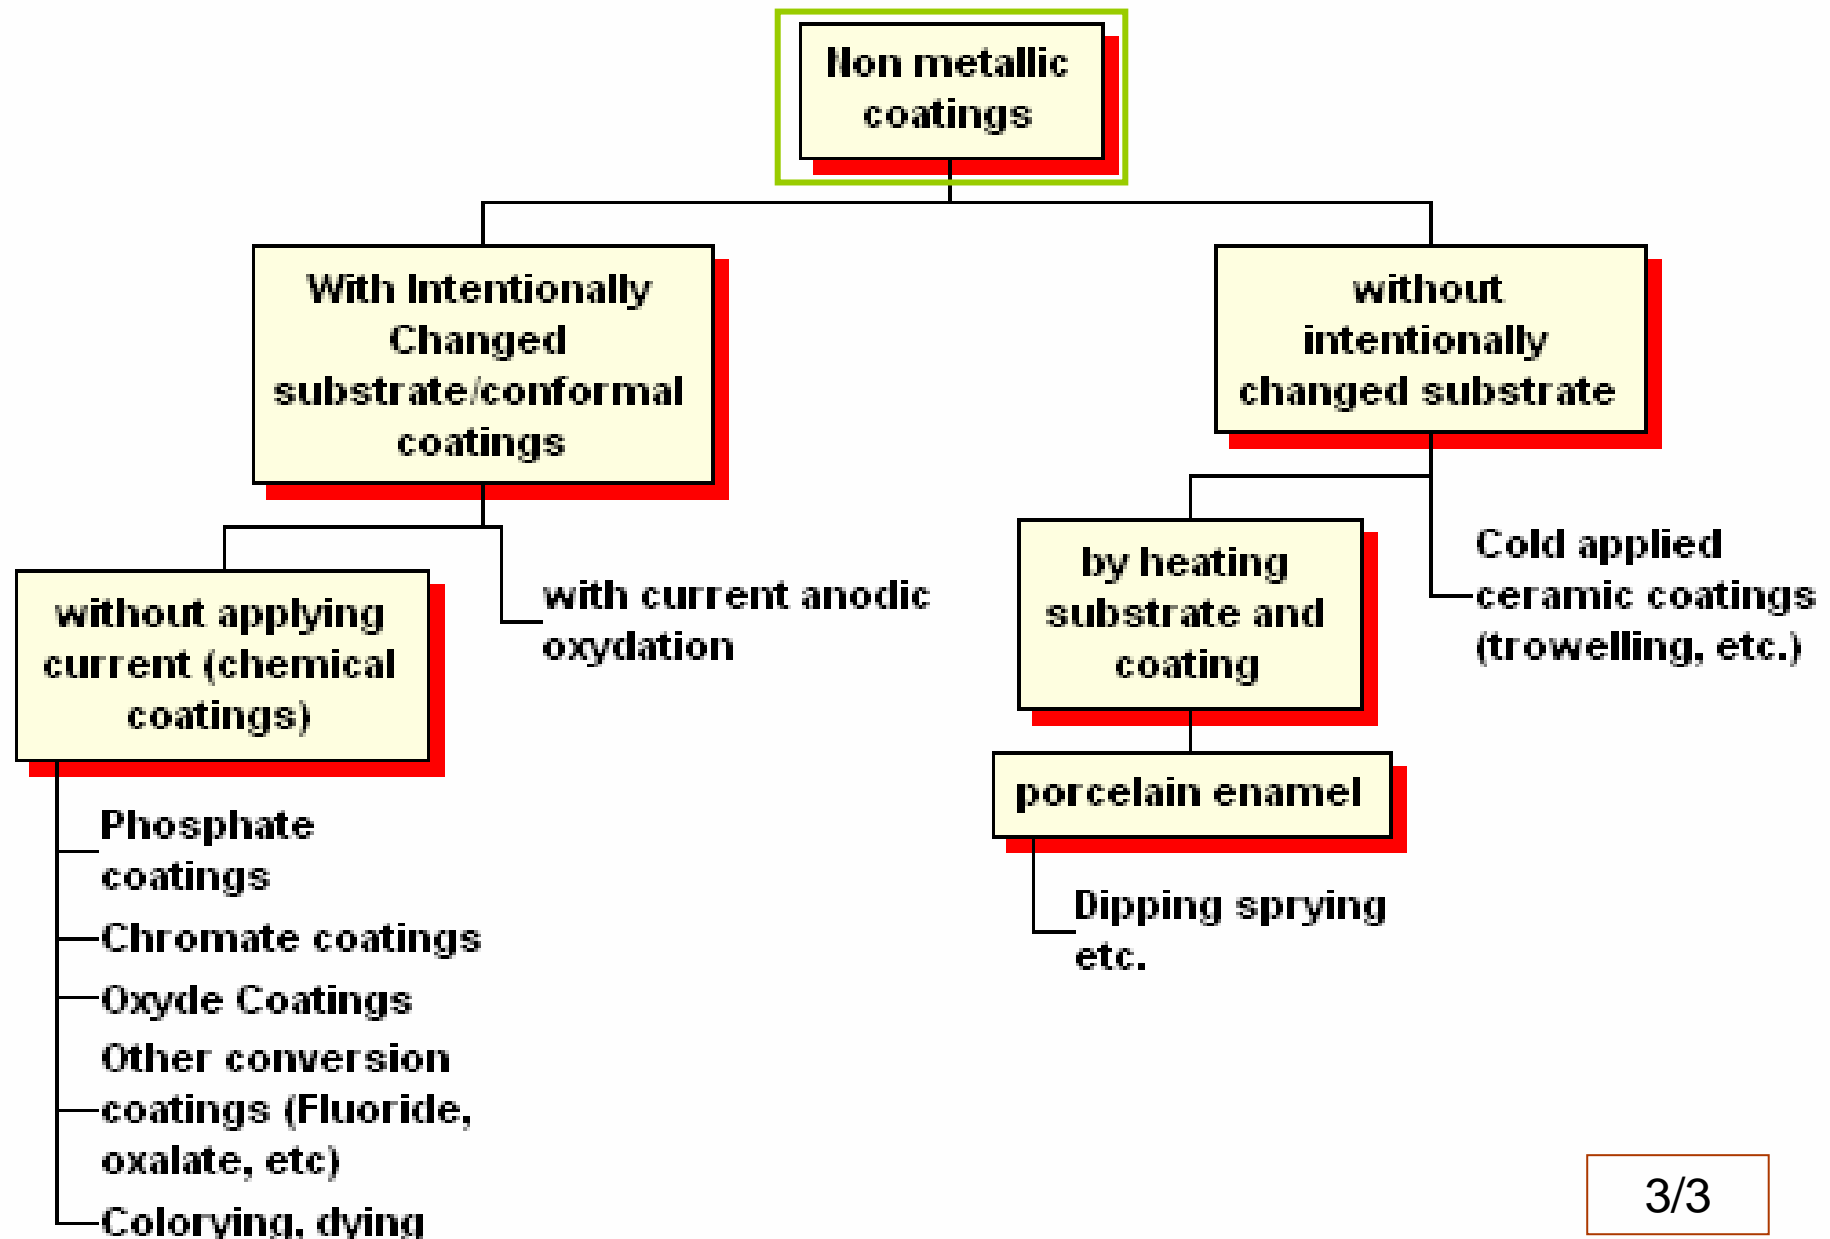 Non metallic
coatings
With Intentionally
Changed
substrate/conformal
coatings
without
intentionally
changed substrate
without applying
current (chemical
coatings)
with current anodic
oxydation
by heating
substrate and
coating
Cold applied
ceramic coatings
(trowelling, etc.)
porcelain enamel
Dipping sprying
etc.
Phosphate
coatings
Chromate coatings
Oxyde Coatings
Other conversion
coatings (Fluoride,
oxalate, etc)
Colorying, dying
3/3